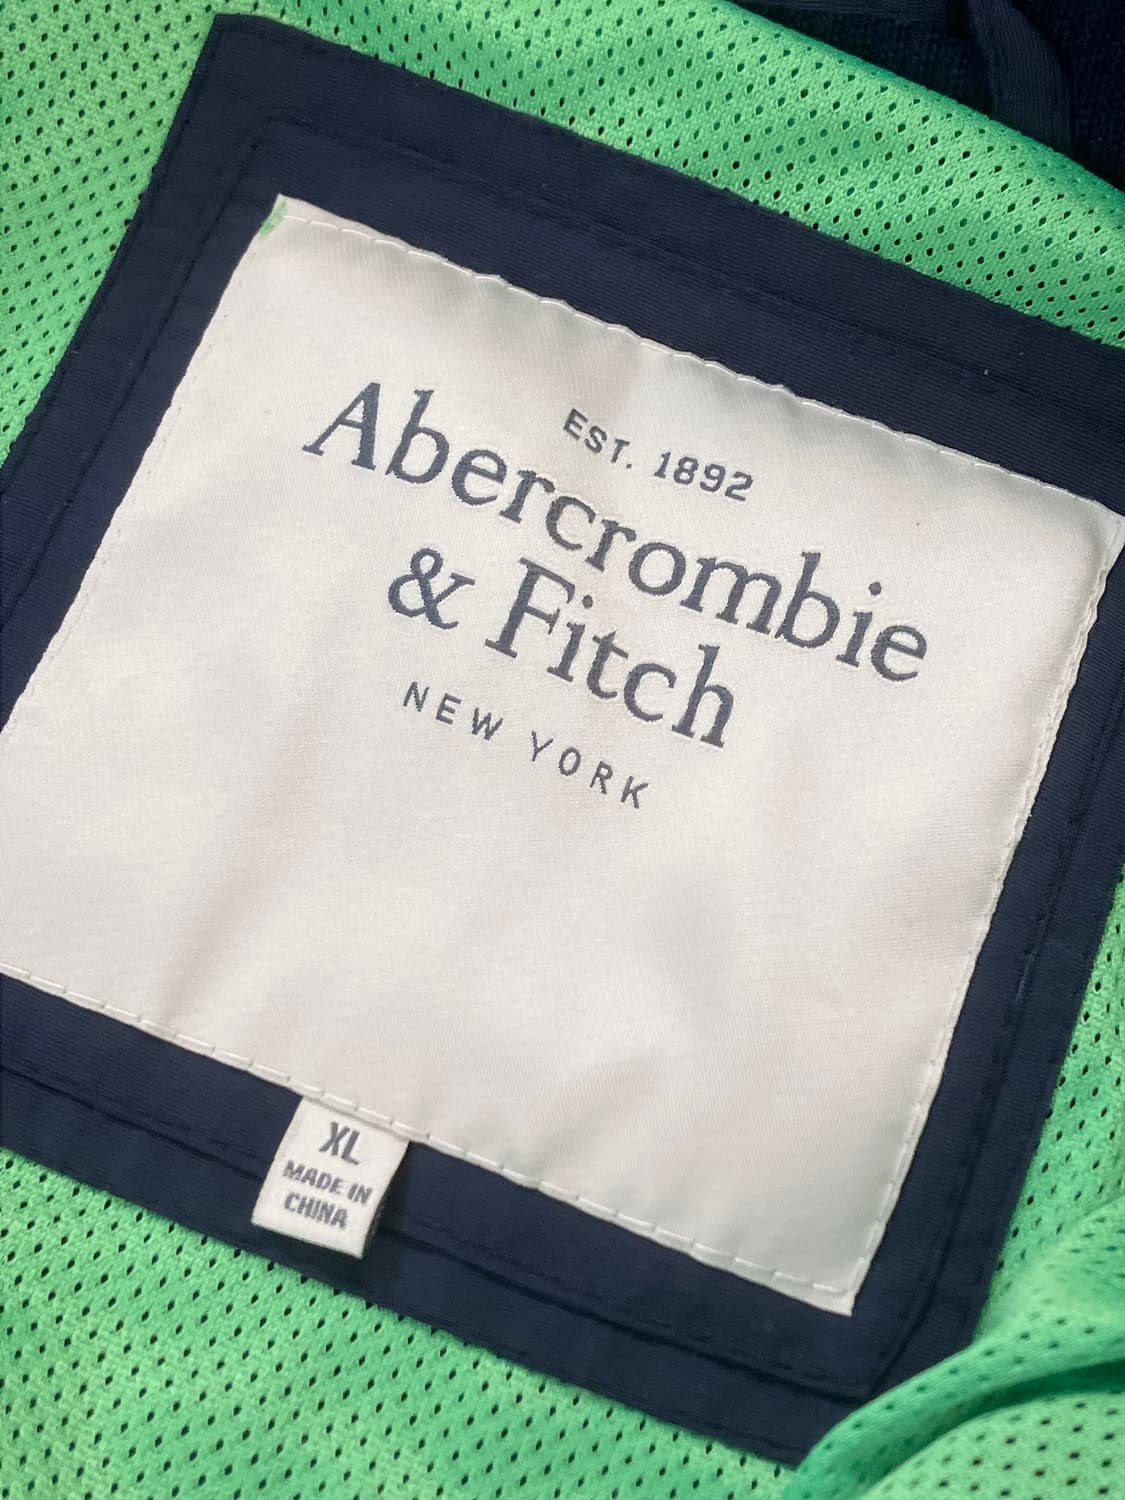 EST. 1892
Abercrombie
& Fitch
NEW YORK
XL
MADE IN
CHINA